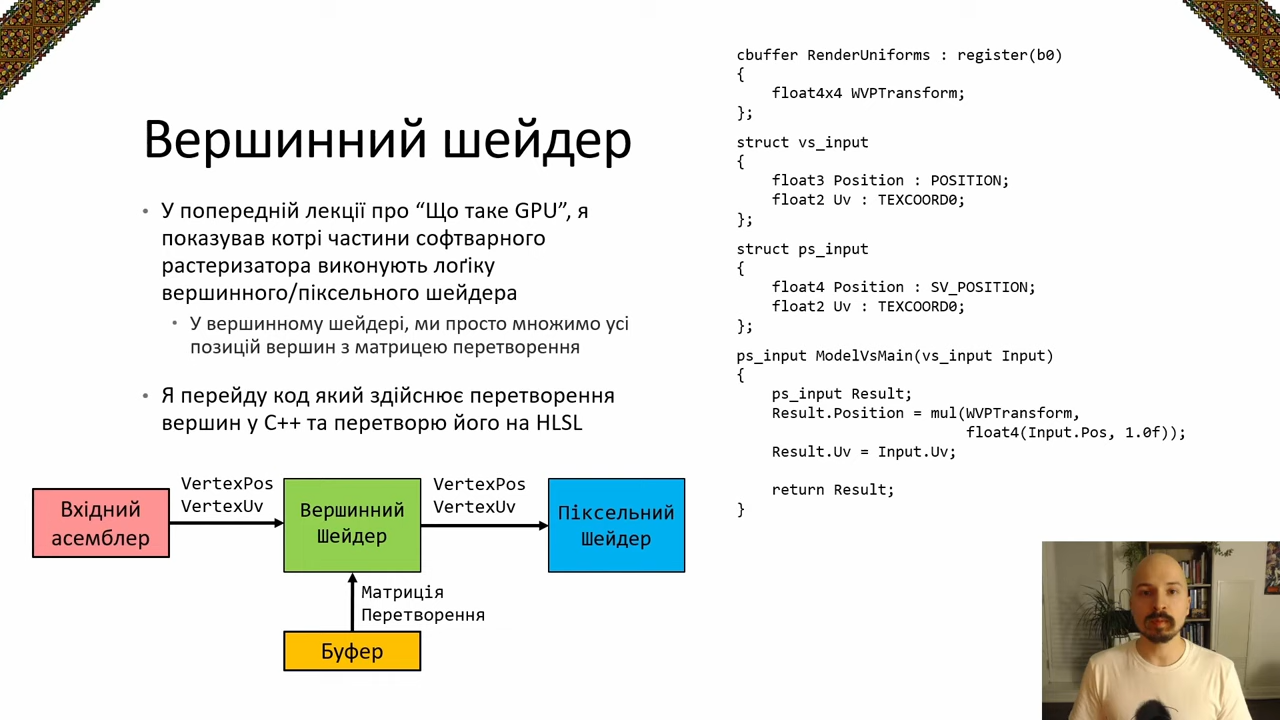 Вершинний шейдер
• У попередній лекції про “Що таке GPU”, я
показував котрі частини софтварного
растеризатора виконують лоґіку
вершинного/піксельного шейдера
• У вершинному шейдері, ми просто множимо усі
позицій вершин з матрицею перетворення
• Я перейду код який здійснює перетворення
вершин у C++ та перетворю його на HLSL
Вхідний
асемблер
VertexPos
VertexUv
Вершинний
Шейдер
VertexPos
VertexUv
Піксельний
Шейдер
Матриція
Перетворення
Буфер
cbuffer RenderUniforms : register(b0)
{
float4x4 WVPTransform;
};
struct vs_input
{
float3 Position : POSITION;
float2 Uv : TEXCOORD0;
};
struct ps_input
{
float4 Position : SV_POSITION;
float2 Uv : TEXCOORD0;
};
ps_input ModelVsMain(vs_input Input)
{
ps_input Result;
Result.Position = mul(WVPTransform,
float4(Input.Pos, 1.0f));
Result.Uv = Input.Uv;
return Result;
}